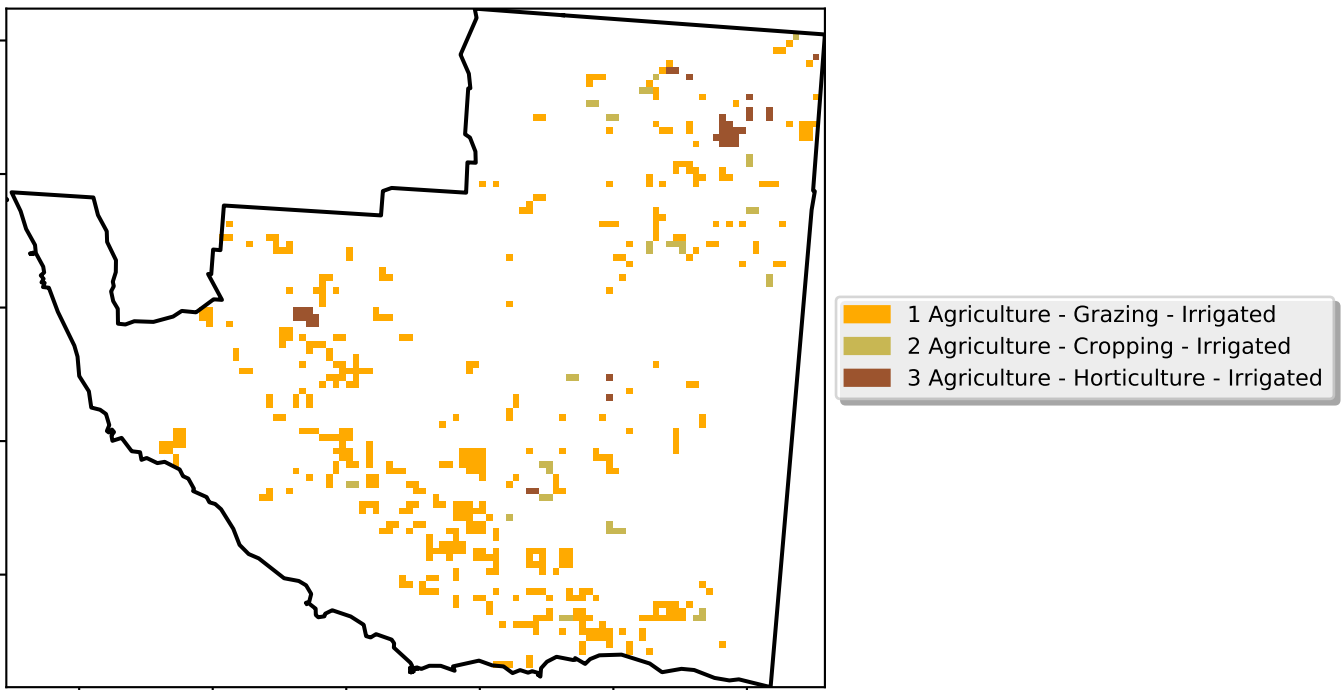 1 Agriculture - Grazing - Irrigated
2 Agriculture - Cropping - Irrigated
3 Agriculture - Horticulture - Irrigated